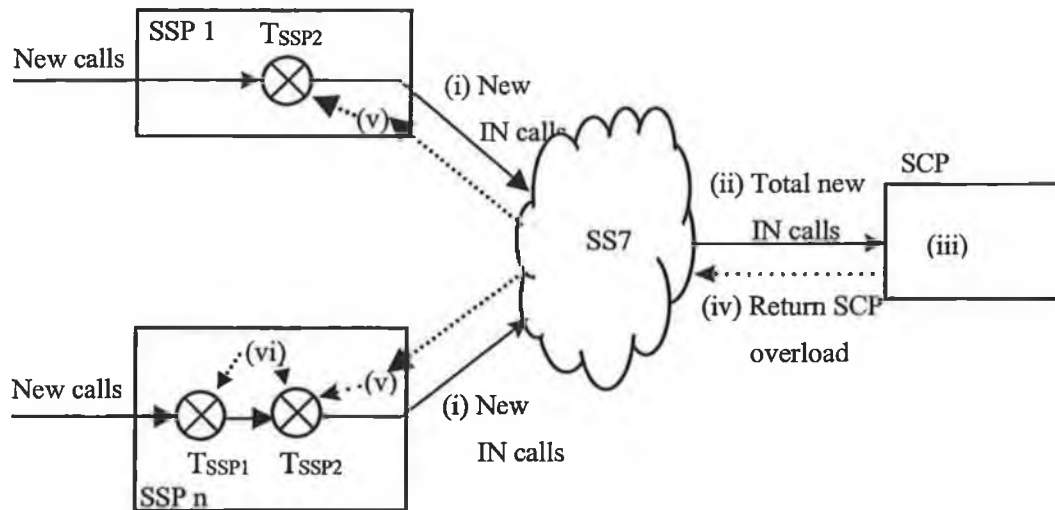 SSP 1
TSSP2
New calls
(i) New
IN calls
(v)
SCP
(ii) Total new
IN calls
SS7
(iii)
(iv) Return SCP
overload
(vi)
(v)
New calls
(i) New
IN calls
TSSP1 TSSP2
SSP n